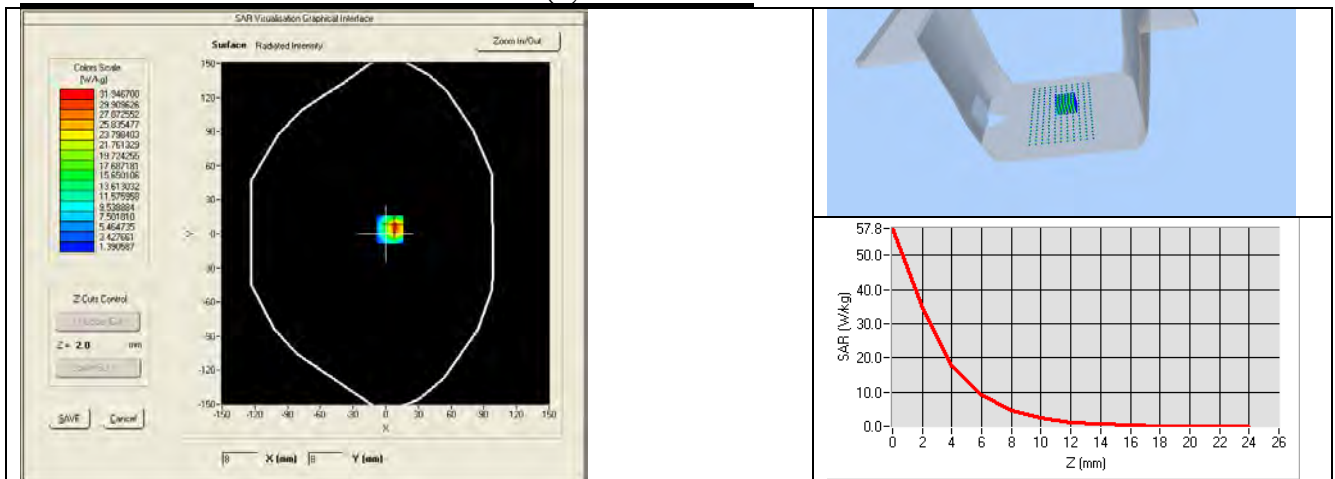 SAR Visualisation Graphical Interface
Surface Radiated Intensity
Zoom In/Out
Colors Scale
(W/kg)
31.946700
29.909626
27.872552
25.835477
23.798403
21.761329
19.724255
17.687181
15.650106
13.613032
11.575958
9.538884
7.501810
5.464735
3.427661
1.390587
Z Cuts Control
Z = 2.0 mm
SAVE Cancel
150-
120-
90-
60-
30-
Y 0-
-30-
-60-
-90-
-120-
-150-
-150 -120 -90 -60 -30 0 30 60 90 120 150
X
8 X (mm) 8 Y (mm)
57.8-
50.0-
40.0-
30.0-
20.0-
10.0-
0.0-
SAR (W/kg)
0 2 4 6 8 10 12 14 16 18 20 22 24 26
Z (mm)